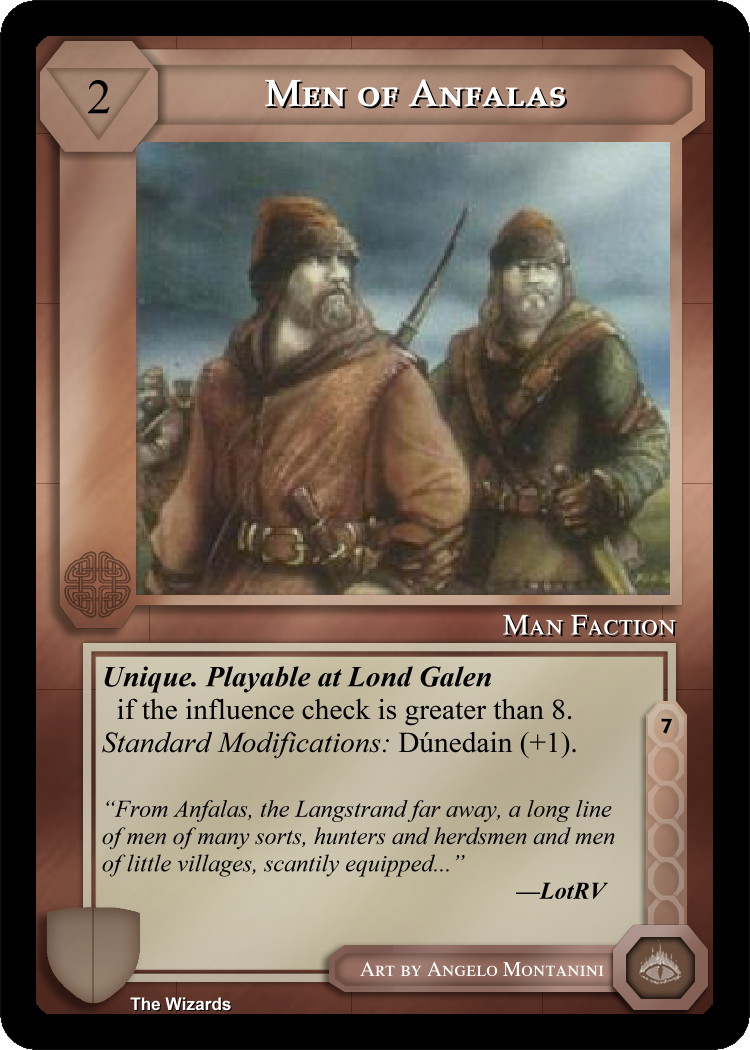 2
Men of Anfalas
Man Faction
Unique. Playable at Lond Galen
if the influence check is greater than 8.
Standard Modifications: Dúnedain (+1).
7
“From Anfalas, the Langstrand far away, a long line
of men of many sorts, hunters and herdsmen and men
of little villages, scantily equipped...”
—LotRV
Art by Angelo Montanini
The Wizards